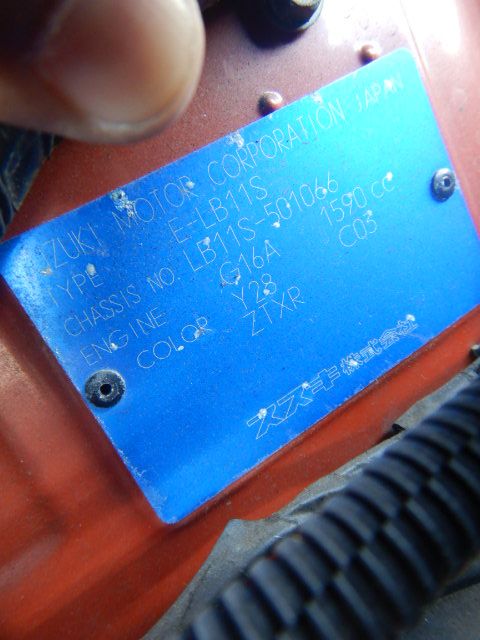 UZUKI MOTOR CORPORATION JAPAN
TYPE E-LB11S
CHASSIS NO. LB11S-501066
ENGINE G16A 1590 CC
COLOR Y28 C03
ZTXR
スズキ株式会社